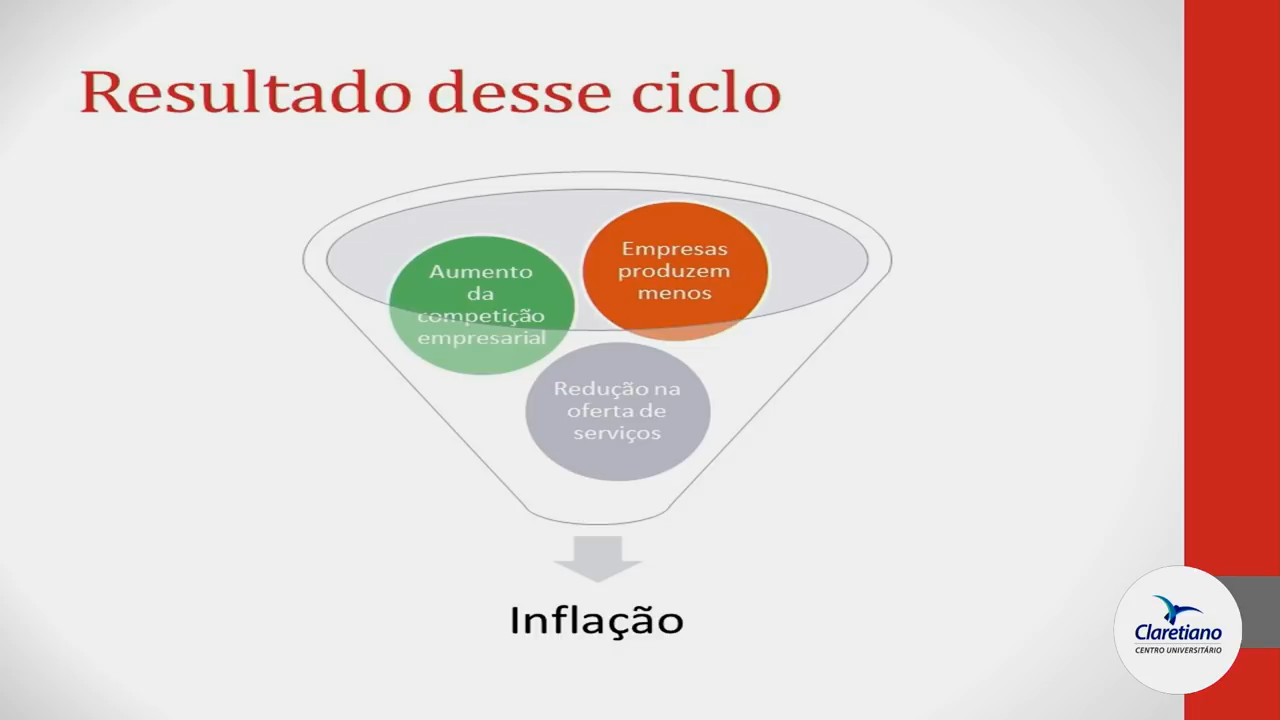 Resultado desse ciclo
Aumento
da
competição
empresarial
Empresas
produzem
menos
Redução na
oferta de
serviços
Inflação
Claretiano
CENTRO UNIVERSITÁRIO